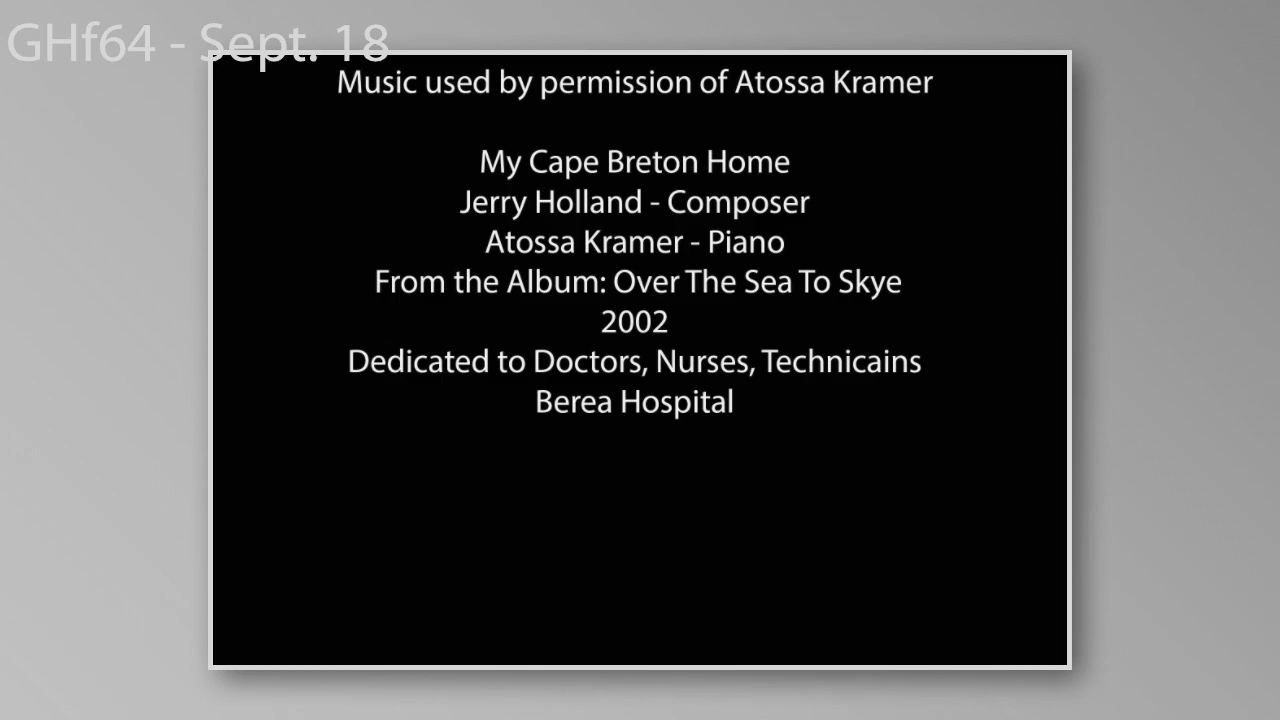 GHf64 - Sept. 18
Music used by permission of Atossa Kramer
My Cape Breton Home
Jerry Holland - Composer
Atossa Kramer - Piano
From the Album: Over The Sea To Skye
2002
Dedicated to Doctors, Nurses, Technicains
Berea Hospital